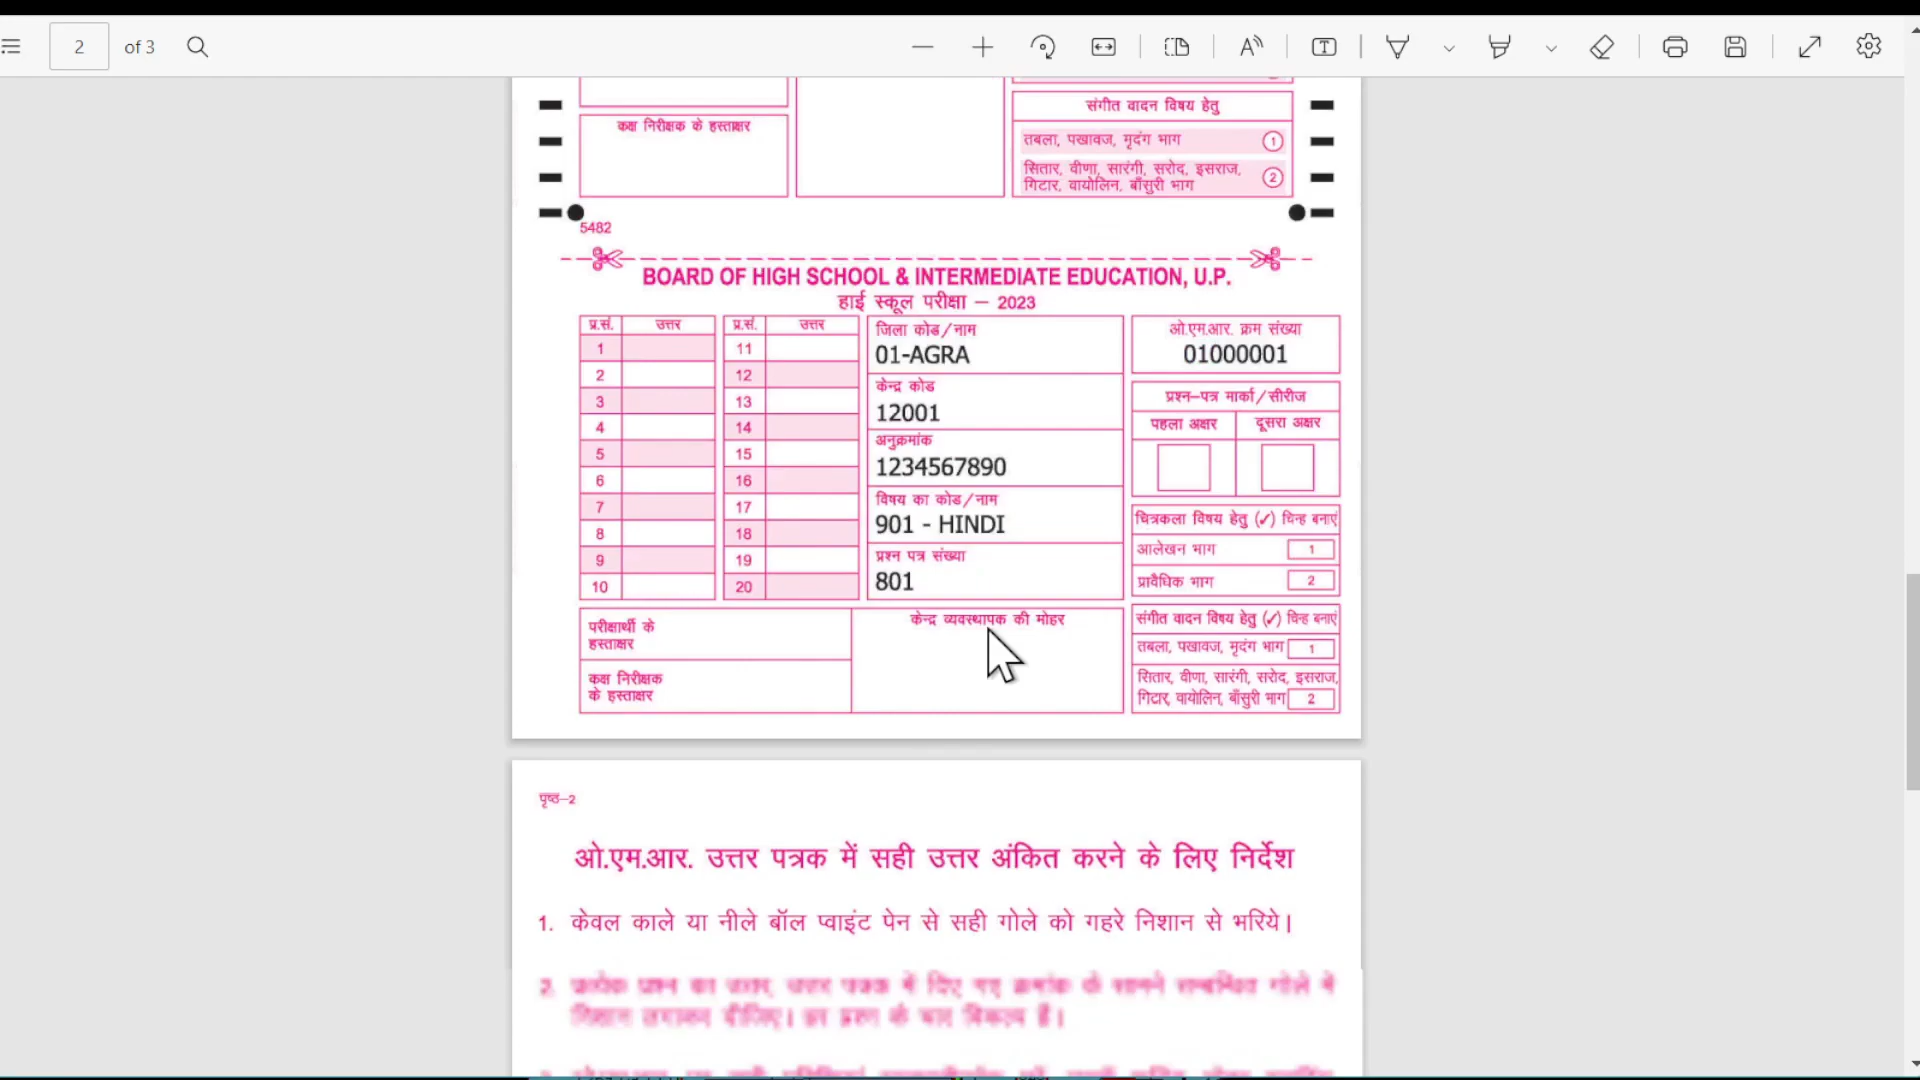 2 of 3
संगीत वादन विषय हेतु
कक्ष निरीक्षक के हस्ताक्षर
तबला, पखावज, मृदंग भाग 1
सितार, वीणा, सारंगी, सरोद, इसराज,
गिटार, वायोलिन, बाँसुरी भाग 2
5482
BOARD OF HIGH SCHOOL & INTERMEDIATE EDUCATION, U.P.
हाई स्कूल परीक्षा – 2023
प्र.सं. उत्तर
1
2
3
4
5
6
7
8
9
10
प्र.सं. उत्तर
11
12
13
14
15
16
17
18
19
20
जिला कोड/नाम
01-AGRA
केन्द्र कोड
12001
अनुक्रमांक
1234567890
विषय का कोड/नाम
901 - HINDI
प्रश्न पत्र संख्या
801
ओ.एम.आर. क्रम संख्या
01000001
प्रश्न–पत्र मार्का/सीरीज
पहला अक्षर दूसरा अक्षर
चित्रकला विषय हेतु (✓) चिन्ह बनाएं
आलेखन भाग 1
प्राविधिक भाग 2
परीक्षार्थी के
हस्ताक्षर
कक्ष निरीक्षक
के हस्ताक्षर
केन्द्र व्यवस्थापक की मोहर
संगीत वादन विषय हेतु (✓) चिन्ह बनाएं
तबला, पखावज, मृदंग भाग 1
सितार, वीणा, सारंगी, सरोद, इसराज,
गिटार, वायोलिन, बाँसुरी भाग 2
पृष्ठ–2
ओ.एम.आर. उत्तर पत्रक में सही उत्तर अंकित करने के लिए निर्देश
1. केवल काले या नीले बॉल प्वाइंट पेन से सही गोले को गहरे निशान से भरिये।